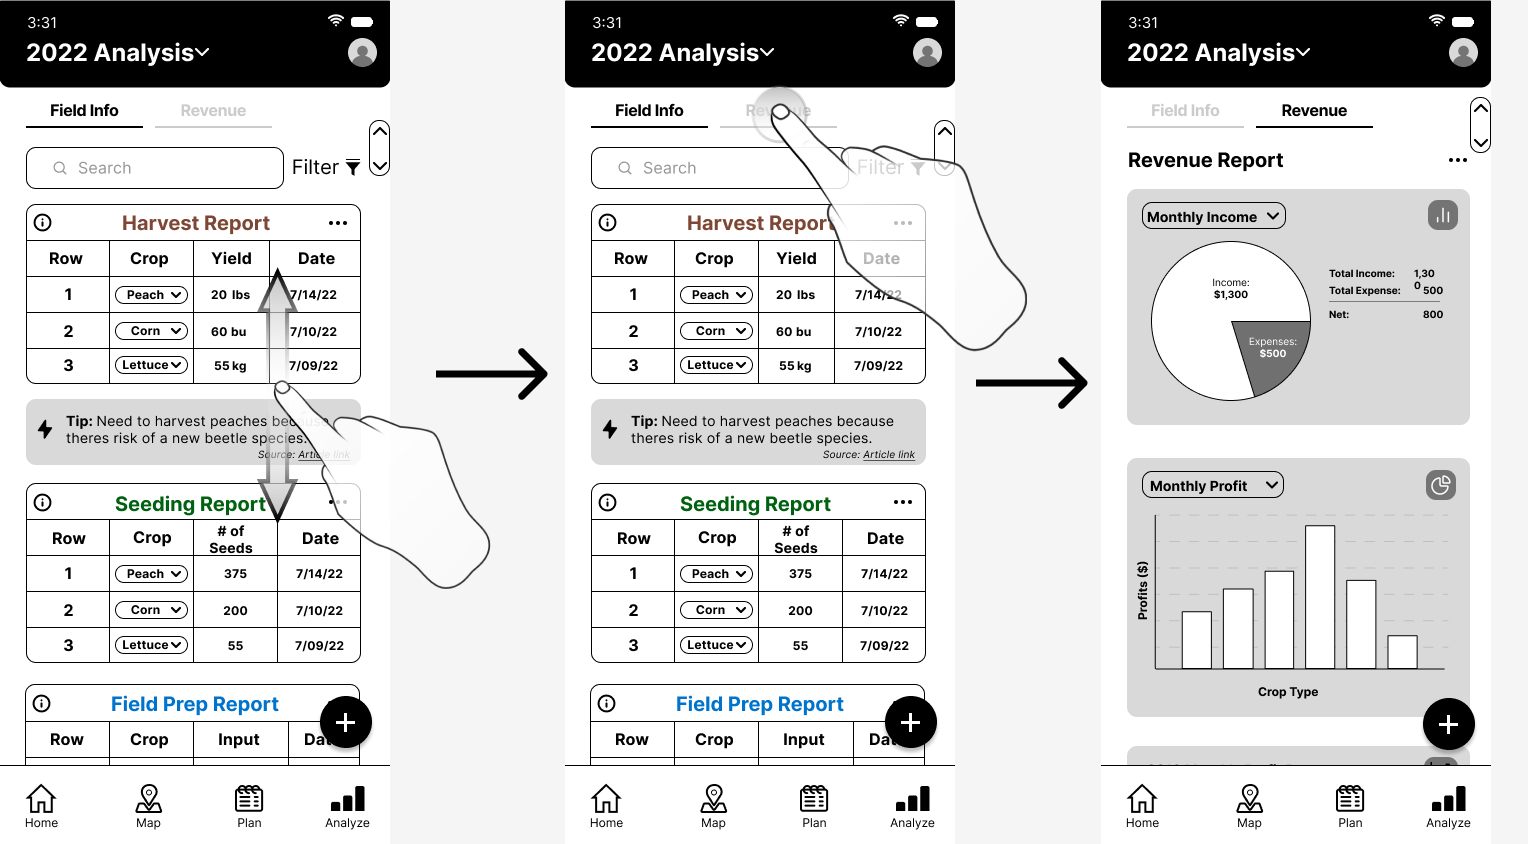 3:31
2022 Analysis
Field Info Revenue
Search Filter
Harvest Report
Row Crop Yield Date
1 Peach 20 lbs 7/14/22
2 Corn 60 bu 7/10/22
3 Lettuce 55 kg 7/09/22
Tip: Need to harvest peaches because
theres risk of a new beetle species.
Source: Article link
Seeding Report
Row Crop # of Seeds Date
1 Peach 375 7/14/22
2 Corn 200 7/10/22
3 Lettuce 55 7/09/22
Field Prep Report
Row Crop Input
Home Map Plan Analyze
3:31
2022 Analysis
Field Info Revenue
Search Filter
Harvest Report
Row Crop Yield Date
1 Peach 20 lbs 7/14/22
2 Corn 60 bu 7/10/22
3 Lettuce 55 kg 7/09/22
Tip: Need to harvest peaches because
theres risk of a new beetle species.
Source: Article link
Seeding Report
Row Crop # of Seeds Date
1 Peach 375 7/14/22
2 Corn 200 7/10/22
3 Lettuce 55 7/09/22
Field Prep Report
Row Crop Input
Home Map Plan Analyze
3:31
2022 Analysis
Field Info Revenue
Revenue Report
Monthly Income
Income:
$1,300
Expenses:
$500
Total Income: 1,30
0
Total Expense: 500
Net: 800
Monthly Profit
Profits ($)
Crop Type
Home Map Plan Analyze